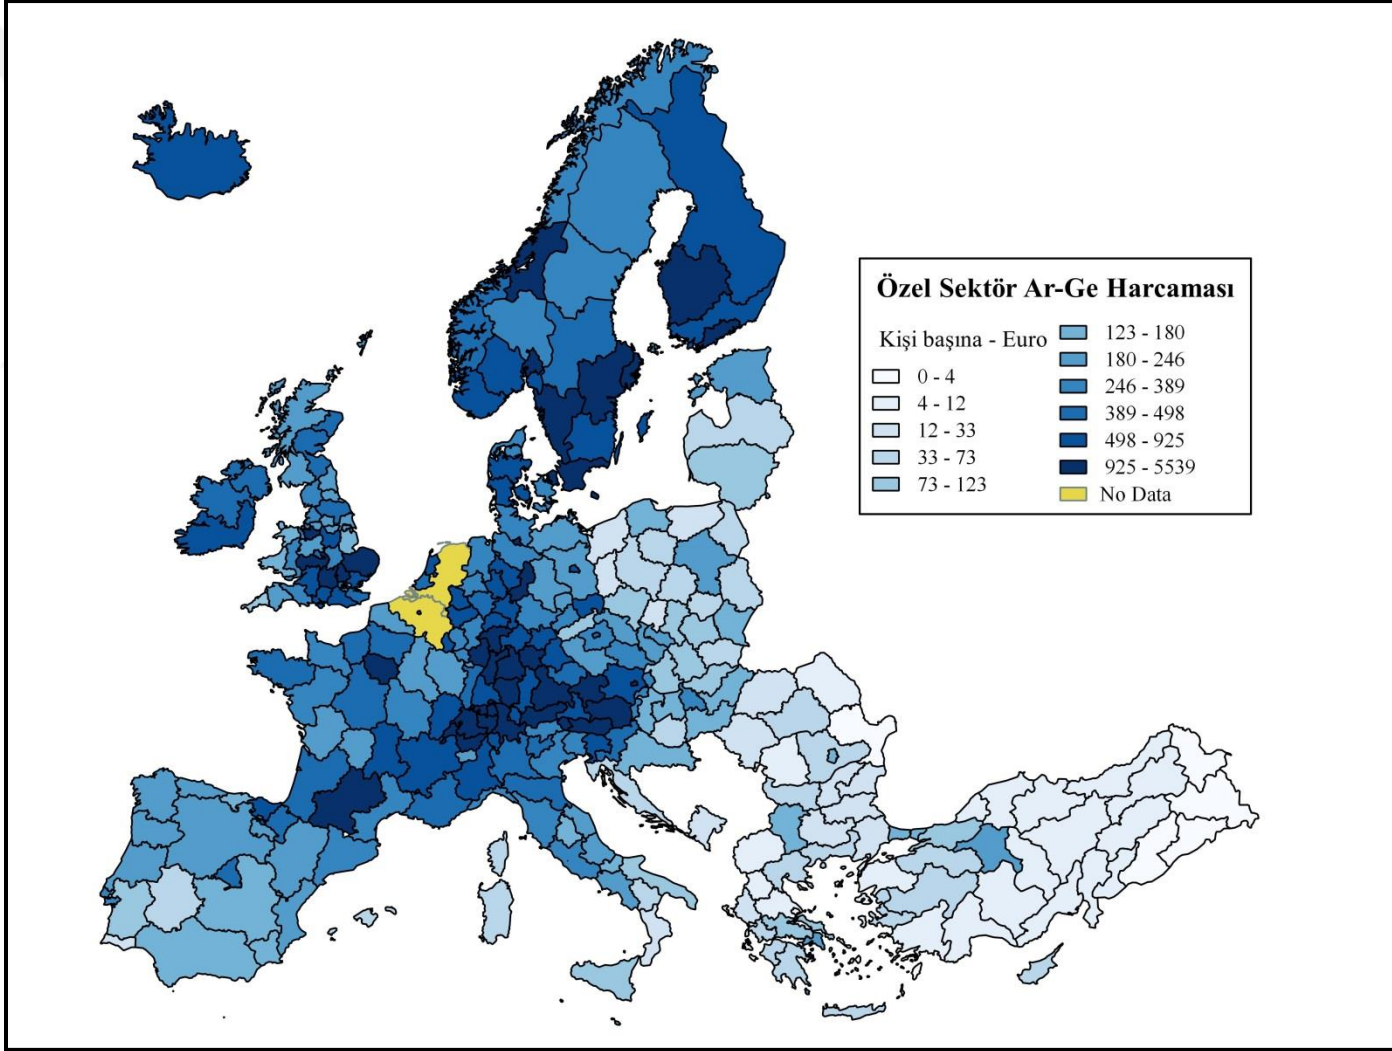 Özel Sektör Ar-Ge Harcaması
Kişi başına - Euro
0 - 4
4 - 12
12 - 33
33 - 73
73 - 123
123 - 180
180 - 246
246 - 389
389 - 498
498 - 925
925 - 5539
No Data